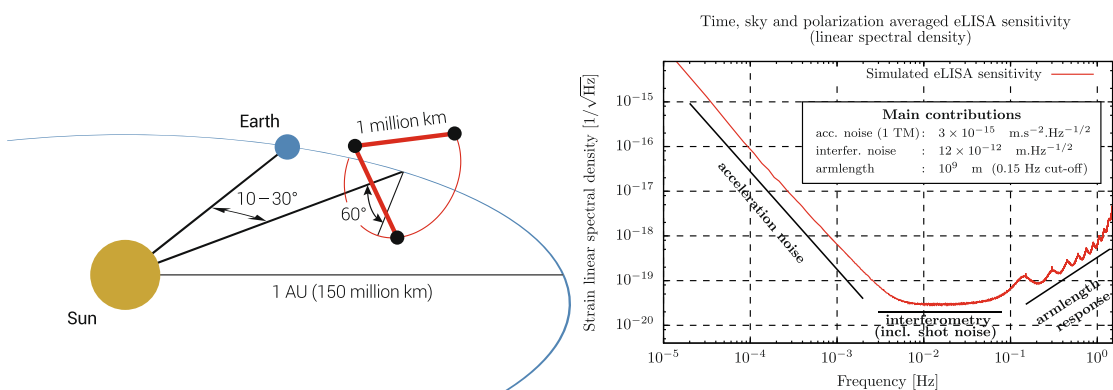 Earth
1 million km
10–30°
60°
1 AU (150 million km)
Sun
Time, sky and polarization averaged eLISA sensitivity
(linear spectral density)
Simulated eLISA sensitivity
Main contributions
acc. noise (1 TM) : 3 × 10⁻¹⁵ m.s⁻².Hz⁻¹/²
interfer. noise : 12 × 10⁻¹² m.Hz⁻¹/²
armlength : 10⁹ m (0.15 Hz cut-off)
Strain linear spectral density [1/√Hz]
10⁻¹⁵
10⁻¹⁶
10⁻¹⁷
10⁻¹⁸
10⁻¹⁹
10⁻²⁰
acceleration noise
interferometry
(incl. shot noise)
armlength
response
10⁻⁵
10⁻⁴
10⁻³
10⁻²
10⁻¹
10⁰
Frequency [Hz]